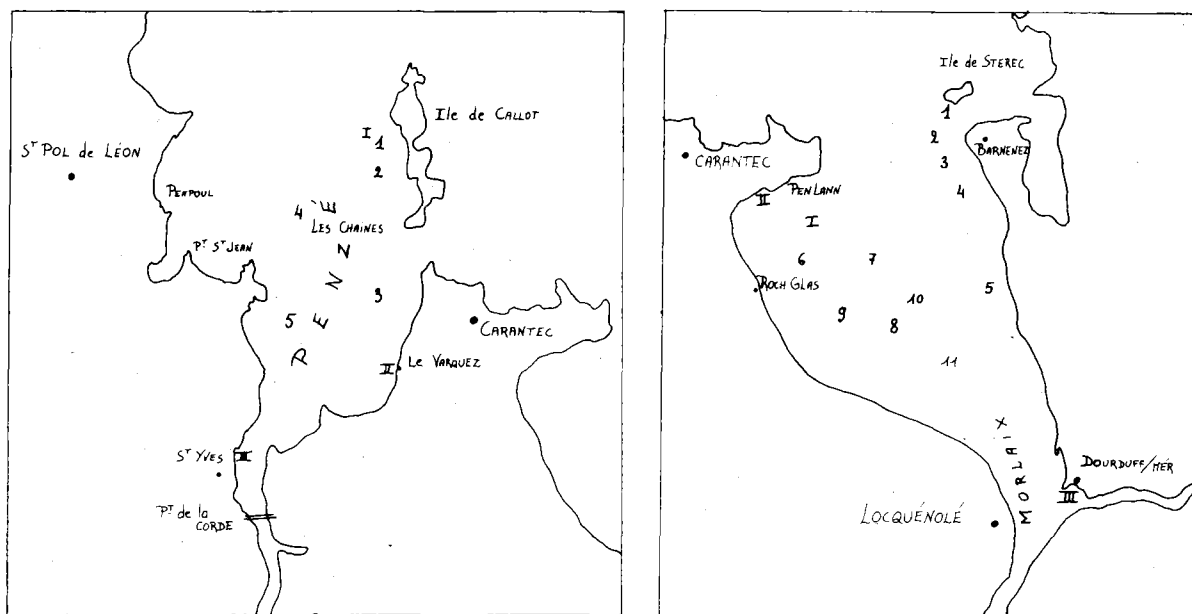 Ile de CALLOT
I
1
2
ST POL de LÉON
PENPOUL
4
LES CHAINES
PT ST JEAN
3
5
PENZE
CARANTEC
II
LE VARQUEZ
ST YVES
III
PT de la
CORDE
Ile de STEREC
1
2
BARNENEZ
3
CARANTEC
PEN LANN
II
4
I
6
7
ROCH GLAS
5
10
9
8
11
MORLAIX
DOURDUFF/MER
III
LOCQUÉNOLÉ